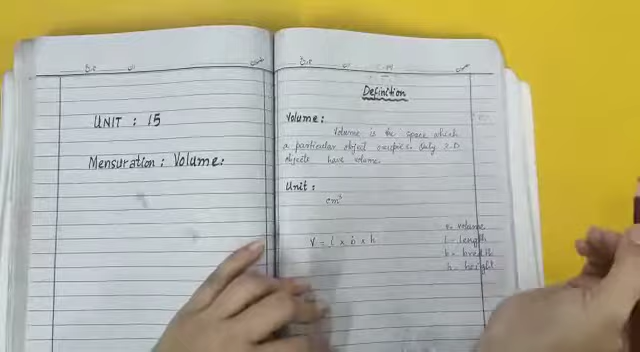 UNIT : 15
Mensuration : Volume :
Definition
Volume :
Volume is the space which
a particular object occupies. Only 3.D
objects have volume.
Unit :
cm³
V = l × b × h
v = volume
l = length
b = bredth
h = height